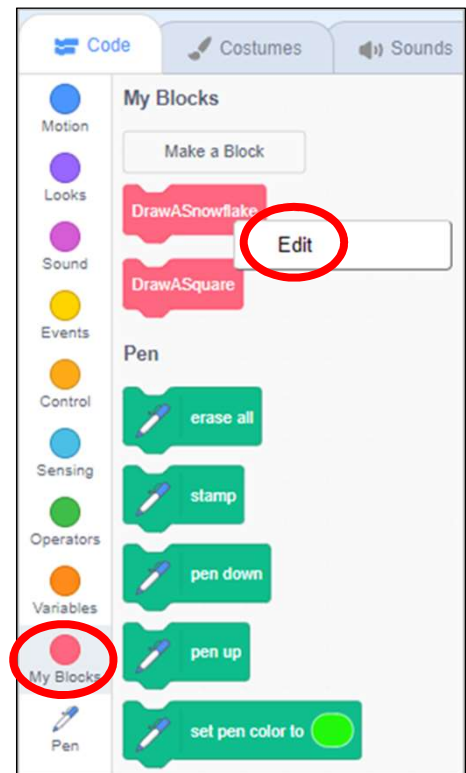 Code
Costumes
Sounds
Motion
Looks
Sound
Events
Control
Sensing
Operators
Variables
My Blocks
Pen
My Blocks
Make a Block
DrawASnowflake
Edit
DrawASquare
Pen
erase all
stamp
pen down
pen up
set pen color to